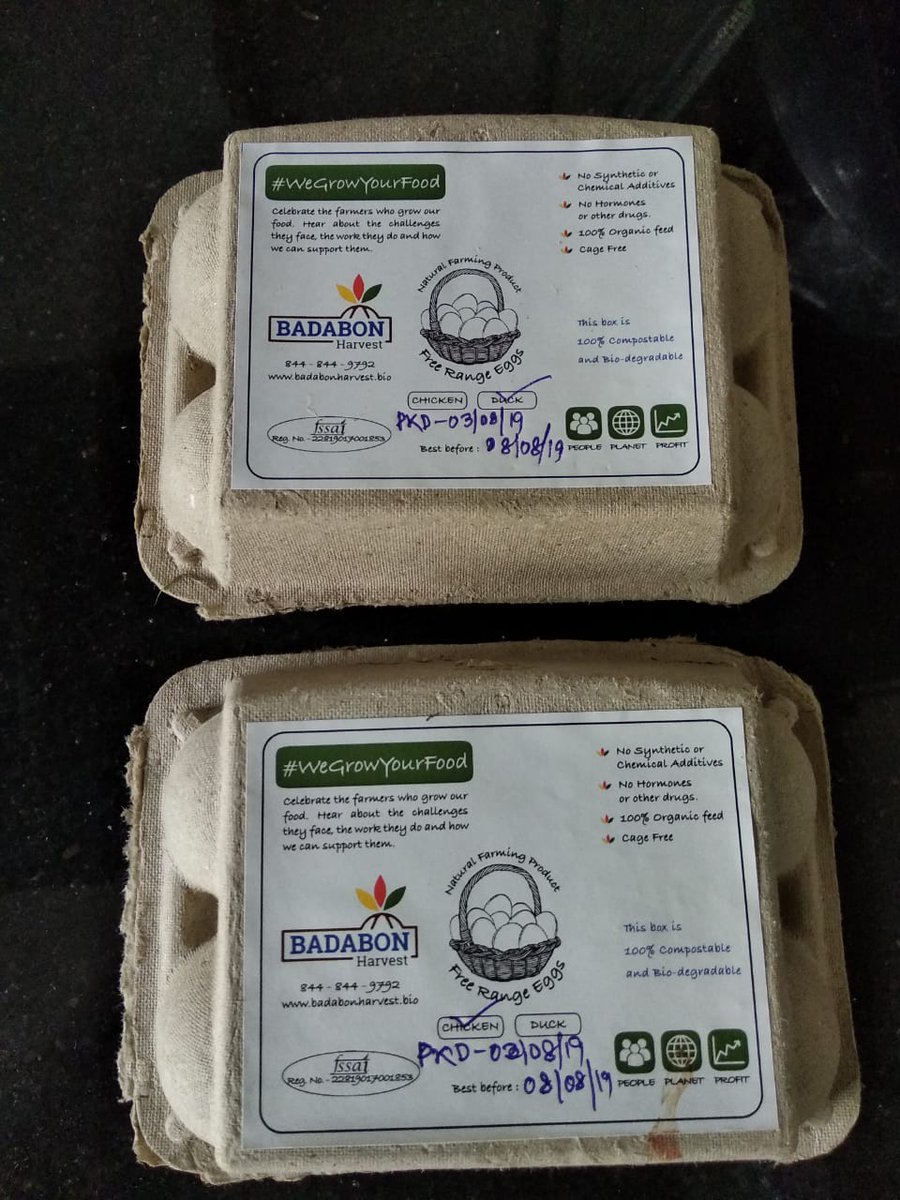 #WeGrowYourFood
Celebrate the farmers who grow our
food. Hear about the challenges
they face, the work they do and how
we can support them.
No Synthetic or
Chemical Additives
No Hormones
or other drugs.
100% Organic feed
Cage Free
BADABON
Harvest
844-844-9792
www.badabonharvest.bio
Natural Farming Product
Free Range Eggs
This box is
100% Compostable
and Bio-degradable
CHICKEN DUCK
PKD-03/08/19
fssai
Reg. No. - 22819017001853
Best before : 08/08/19
PEOPLE PLANET PROFIT
#WeGrowYourFood
Celebrate the farmers who grow our
food. Hear about the challenges
they face, the work they do and how
we can support them.
No Synthetic or
Chemical Additives
No Hormones
or other drugs.
100% Organic feed
Cage Free
BADABON
Harvest
844-844-9792
www.badabonharvest.bio
Natural Farming Product
Free Range Eggs
This box is
100% Compostable
and Bio-degradable
CHICKEN DUCK
PKD-03/08/19
fssai
Reg. No. - 22819017001853
Best before : 08/08/19
PEOPLE PLANET PROFIT